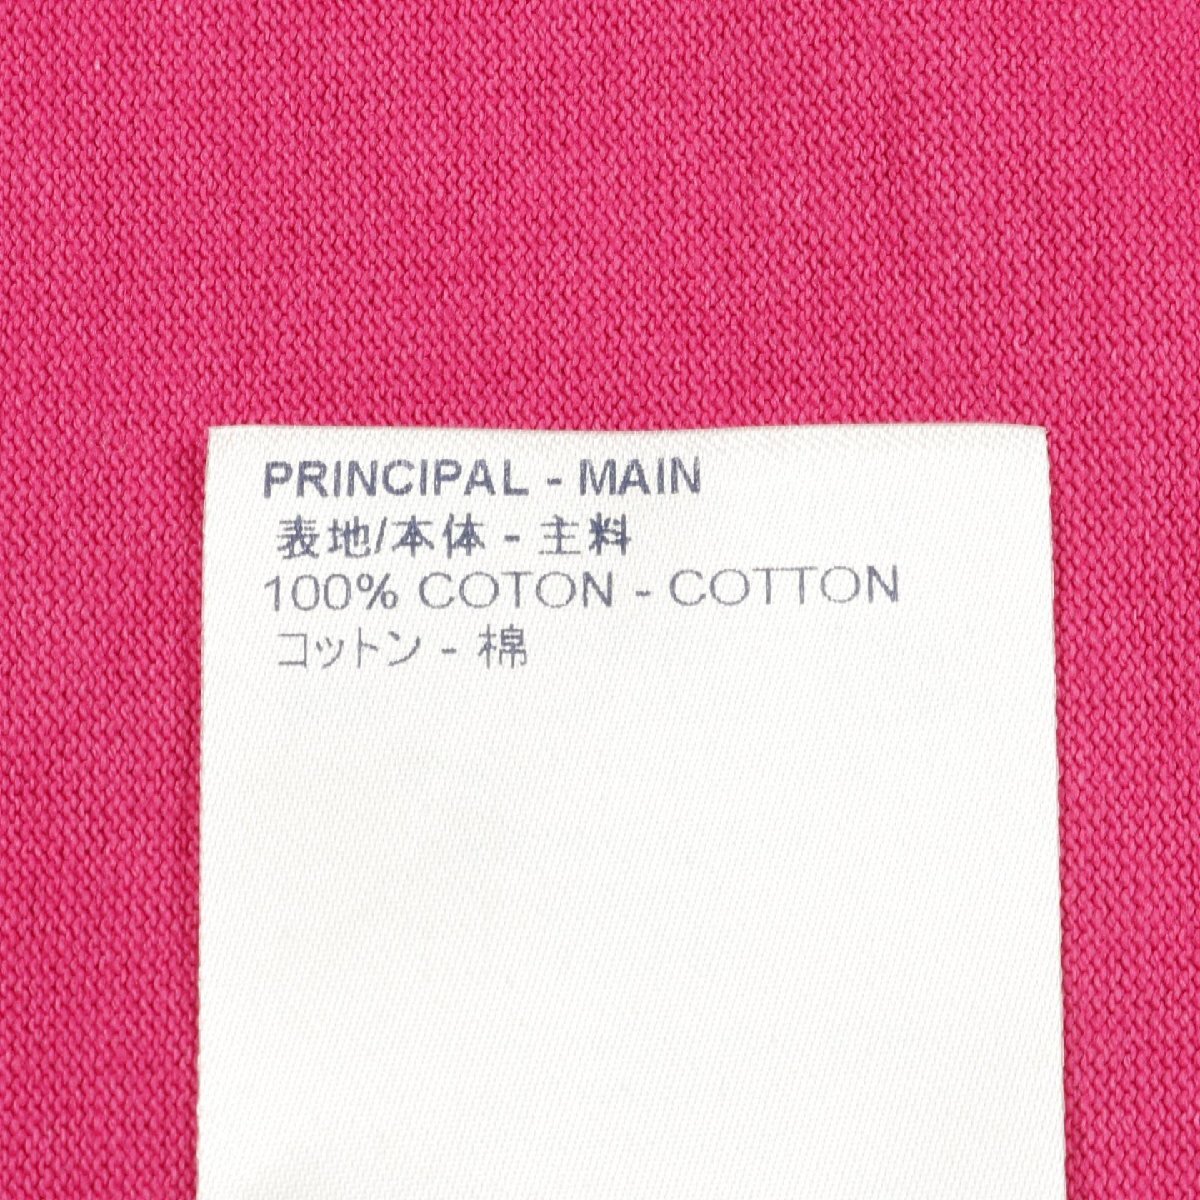 PRINCIPAL - MAIN
表地/本体 - 主料
100% COTON - COTTON
コットン - 棉